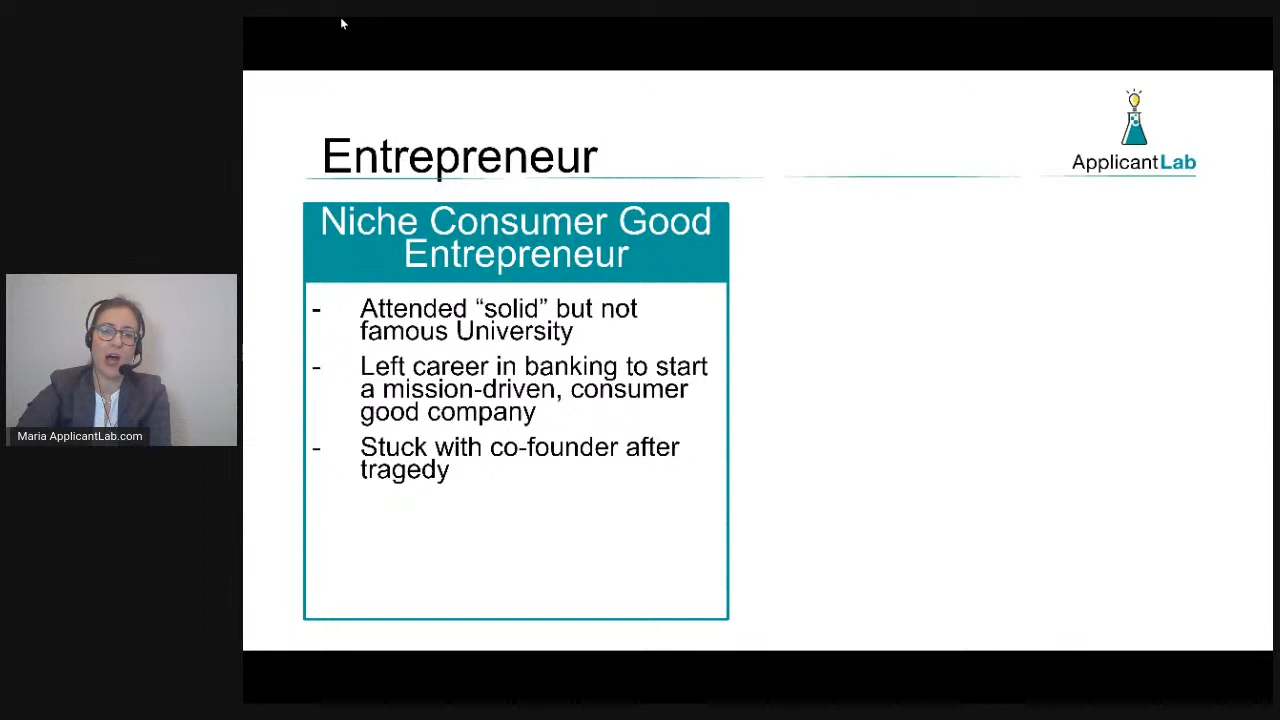 Entrepreneur
ApplicantLab
Niche Consumer Good
Entrepreneur
- Attended “solid” but not
famous University
- Left career in banking to start
a mission-driven, consumer
good company
- Stuck with co-founder after
tragedy
Maria ApplicantLab.com